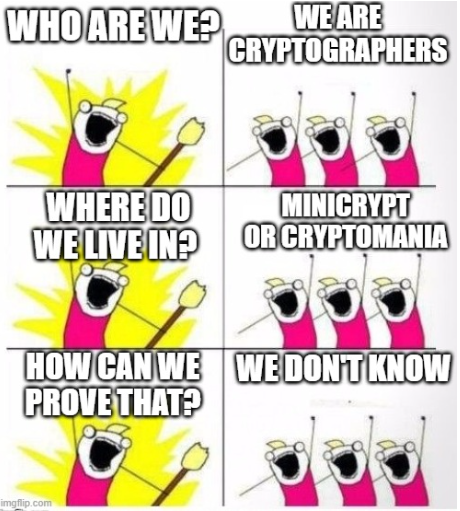 WHO ARE WE?
WE ARE
CRYPTOGRAPHERS
WHERE DO
WE LIVE IN?
MINICRYPT
OR CRYPTOMANIA
HOW CAN WE
PROVE THAT?
WE DON'T KNOW
imgflip.com